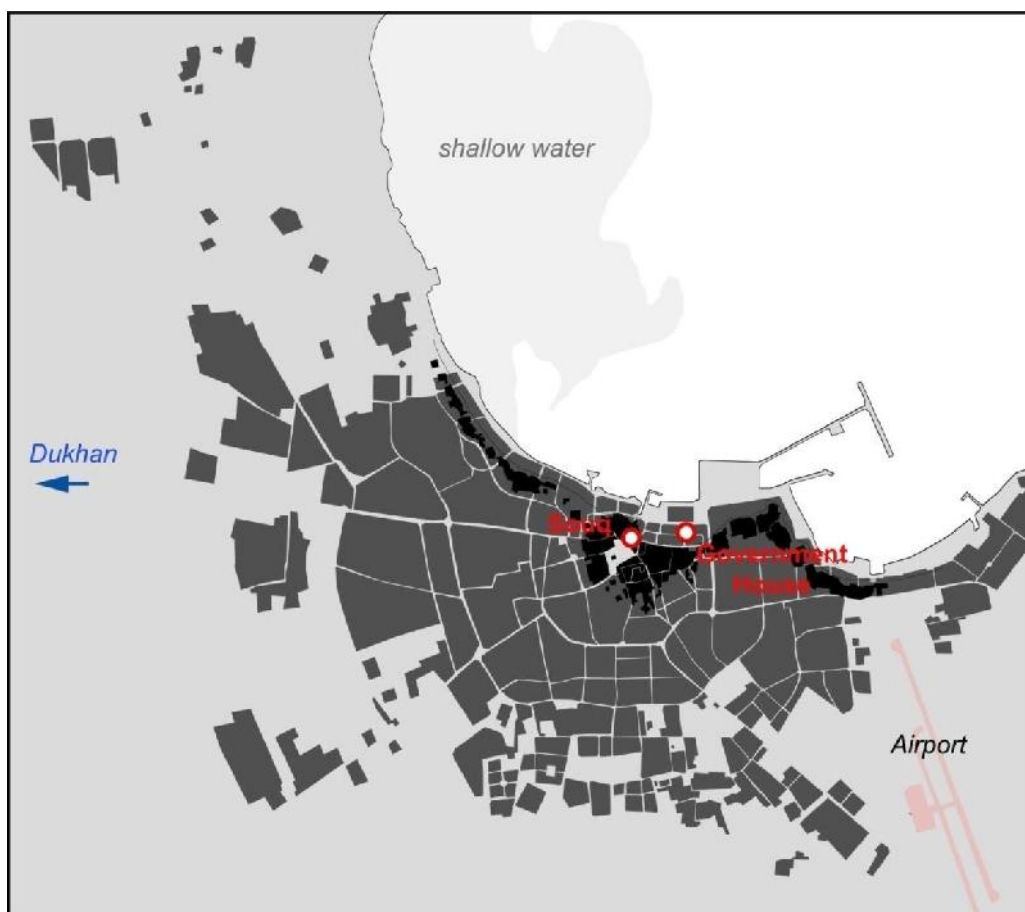 shallow water
Dukhan
Souq
Government
House
Airport